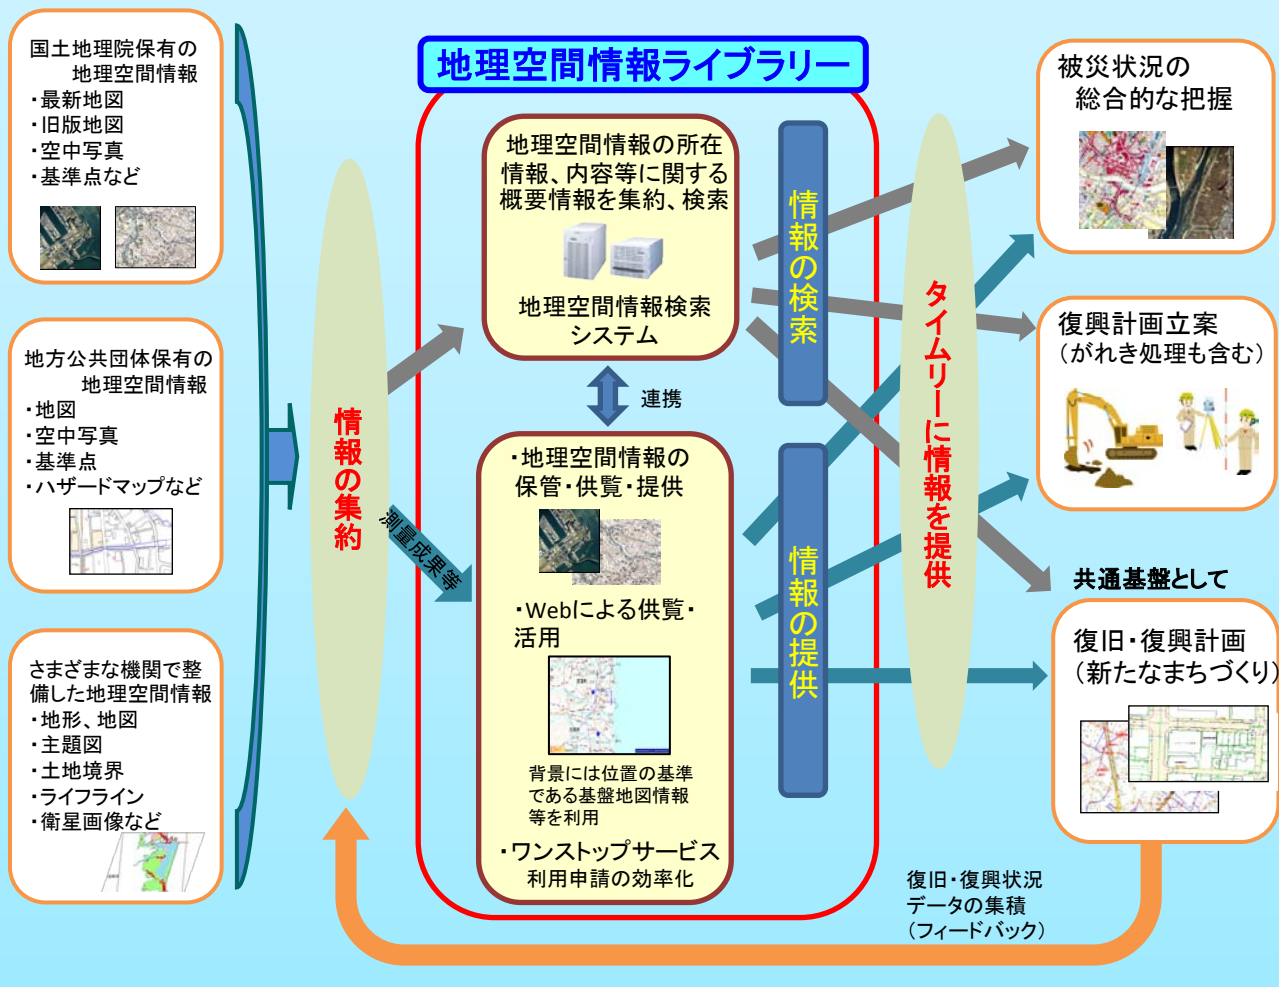 国土地理院保有の
地理空間情報
・最新地図
・旧版地図
・空中写真
・基準点など
地方公共団体保有の
地理空間情報
・地図
・空中写真
・基準点
・ハザードマップなど
さまざまな機関で整
備した地理空間情報
・地形、地図
・主題図
・土地境界
・ライフライン
・衛星画像など
情報の集約
測量成果等
地理空間情報ライブラリー
地理空間情報の所在
情報、内容等に関する
概要情報を集約、検索
地理空間情報検索
システム
連携
・地理空間情報の
保管・供覧・提供
・Webによる供覧・
活用
背景には位置の基準
である基盤地図情報
等を利用
・ワンストップサービス
利用申請の効率化
情報の検索
情報の提供
タイムリーに情報を提供
被災状況の
総合的な把握
復興計画立案
(がれき処理も含む)
共通基盤として
復旧・復興計画
(新たなまちづくり)
復旧・復興状況
データの集積
(フィードバック)